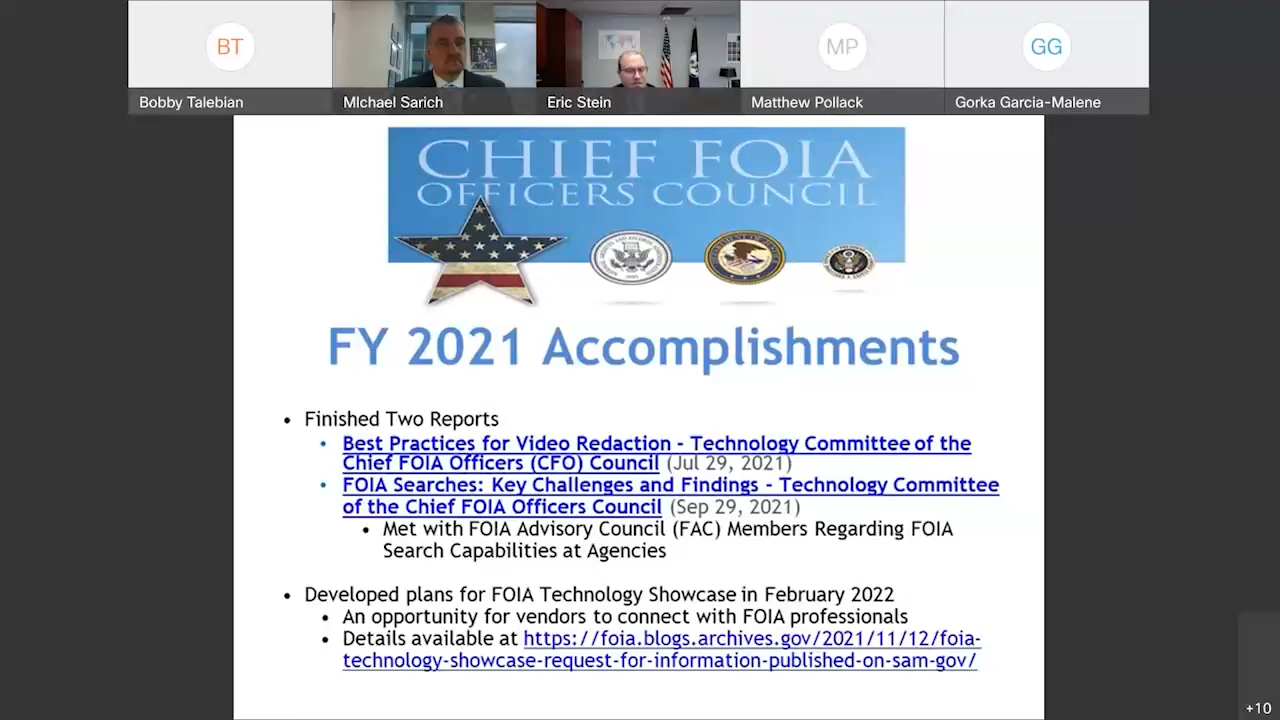 BT
MP
GG
Bobby Talebian
MIchael Sarich
Eric Stein
Matthew Pollack
Gorka Garcia-Malene
CHIEF FOIA
OFFICERS COUNCIL
FY 2021 Accomplishments
• Finished Two Reports
• Best Practices for Video Redaction - Technology Committee of the
Chief FOIA Officers (CFO) Council (Jul 29, 2021)
• FOIA Searches: Key Challenges and Findings - Technology Committee
of the Chief FOIA Officers Council (Sep 29, 2021)
• Met with FOIA Advisory Council (FAC) Members Regarding FOIA
Search Capabilities at Agencies
• Developed plans for FOIA Technology Showcase in February 2022
• An opportunity for vendors to connect with FOIA professionals
• Details available at https://foia.blogs.archives.gov/2021/11/12/foia-
technology-showcase-request-for-information-published-on-sam-gov/
+10